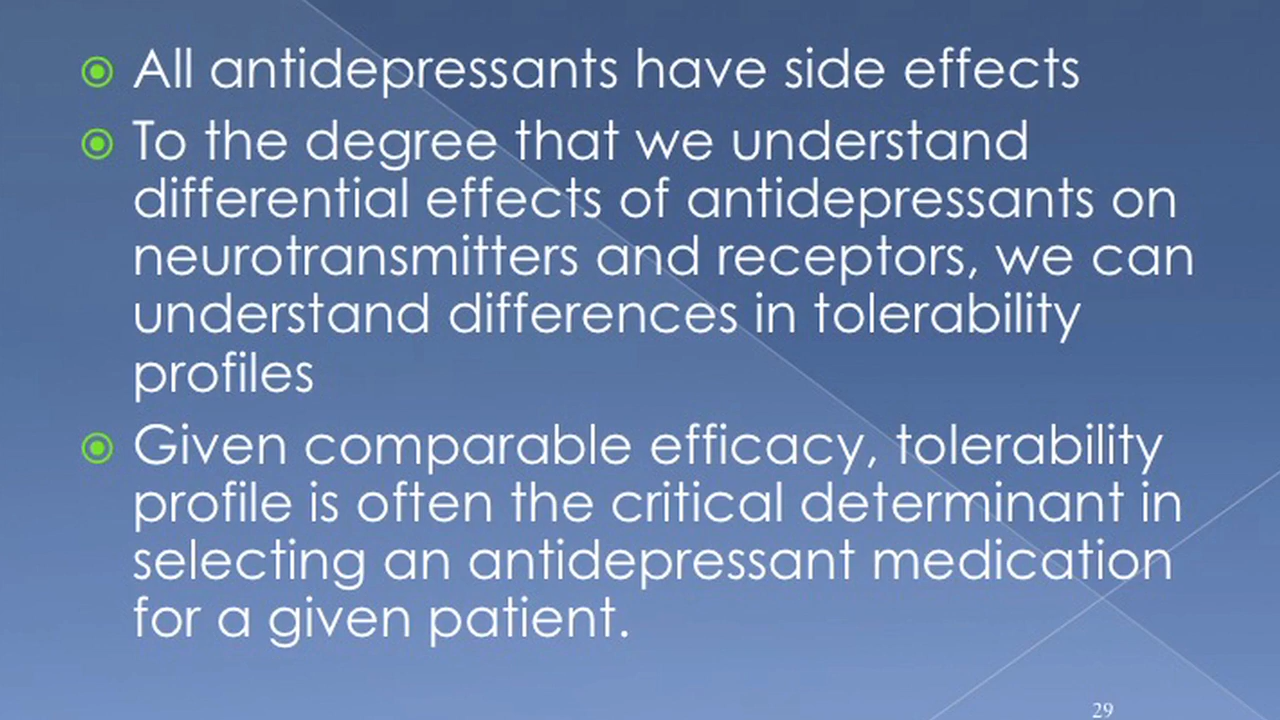 All antidepressants have side effects
To the degree that we understand
differential effects of antidepressants on
neurotransmitters and receptors, we can
understand differences in tolerability
profiles
Given comparable efficacy, tolerability
profile is often the critical determinant in
selecting an antidepressant medication
for a given patient.
29